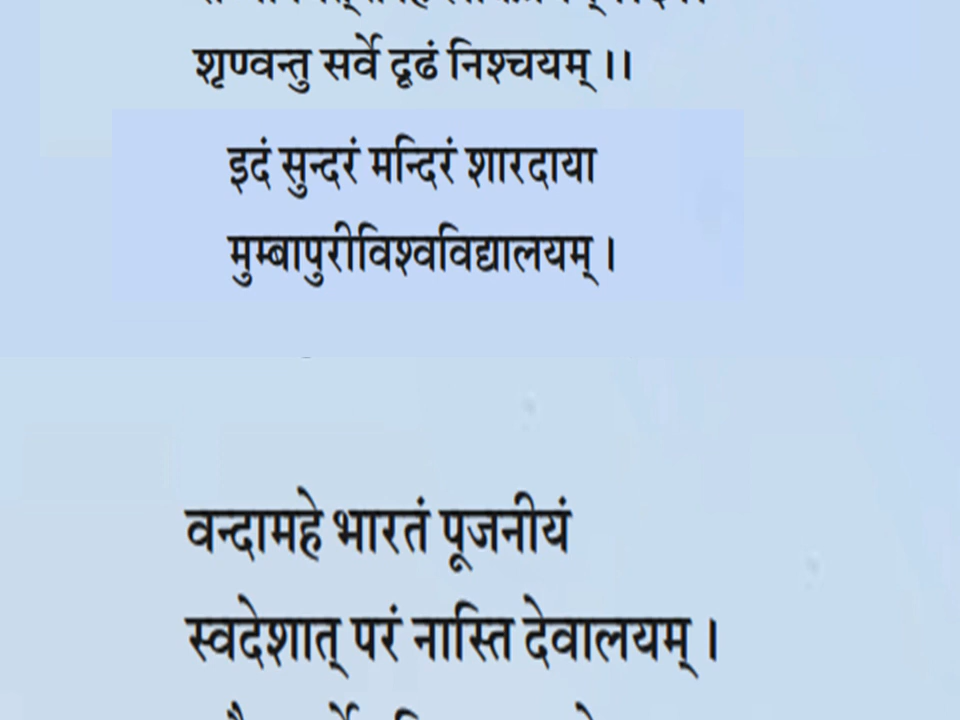 शृण्वन्तु सर्वे दृढं निश्चयम् ।।
इदं सुन्दरं मन्दिरं शारदाया
मुम्बापुरीविश्वविद्यालयम् ।
वन्दामहे भारतं पूजनीयं
स्वदेशात् परं नास्ति देवालयम् ।